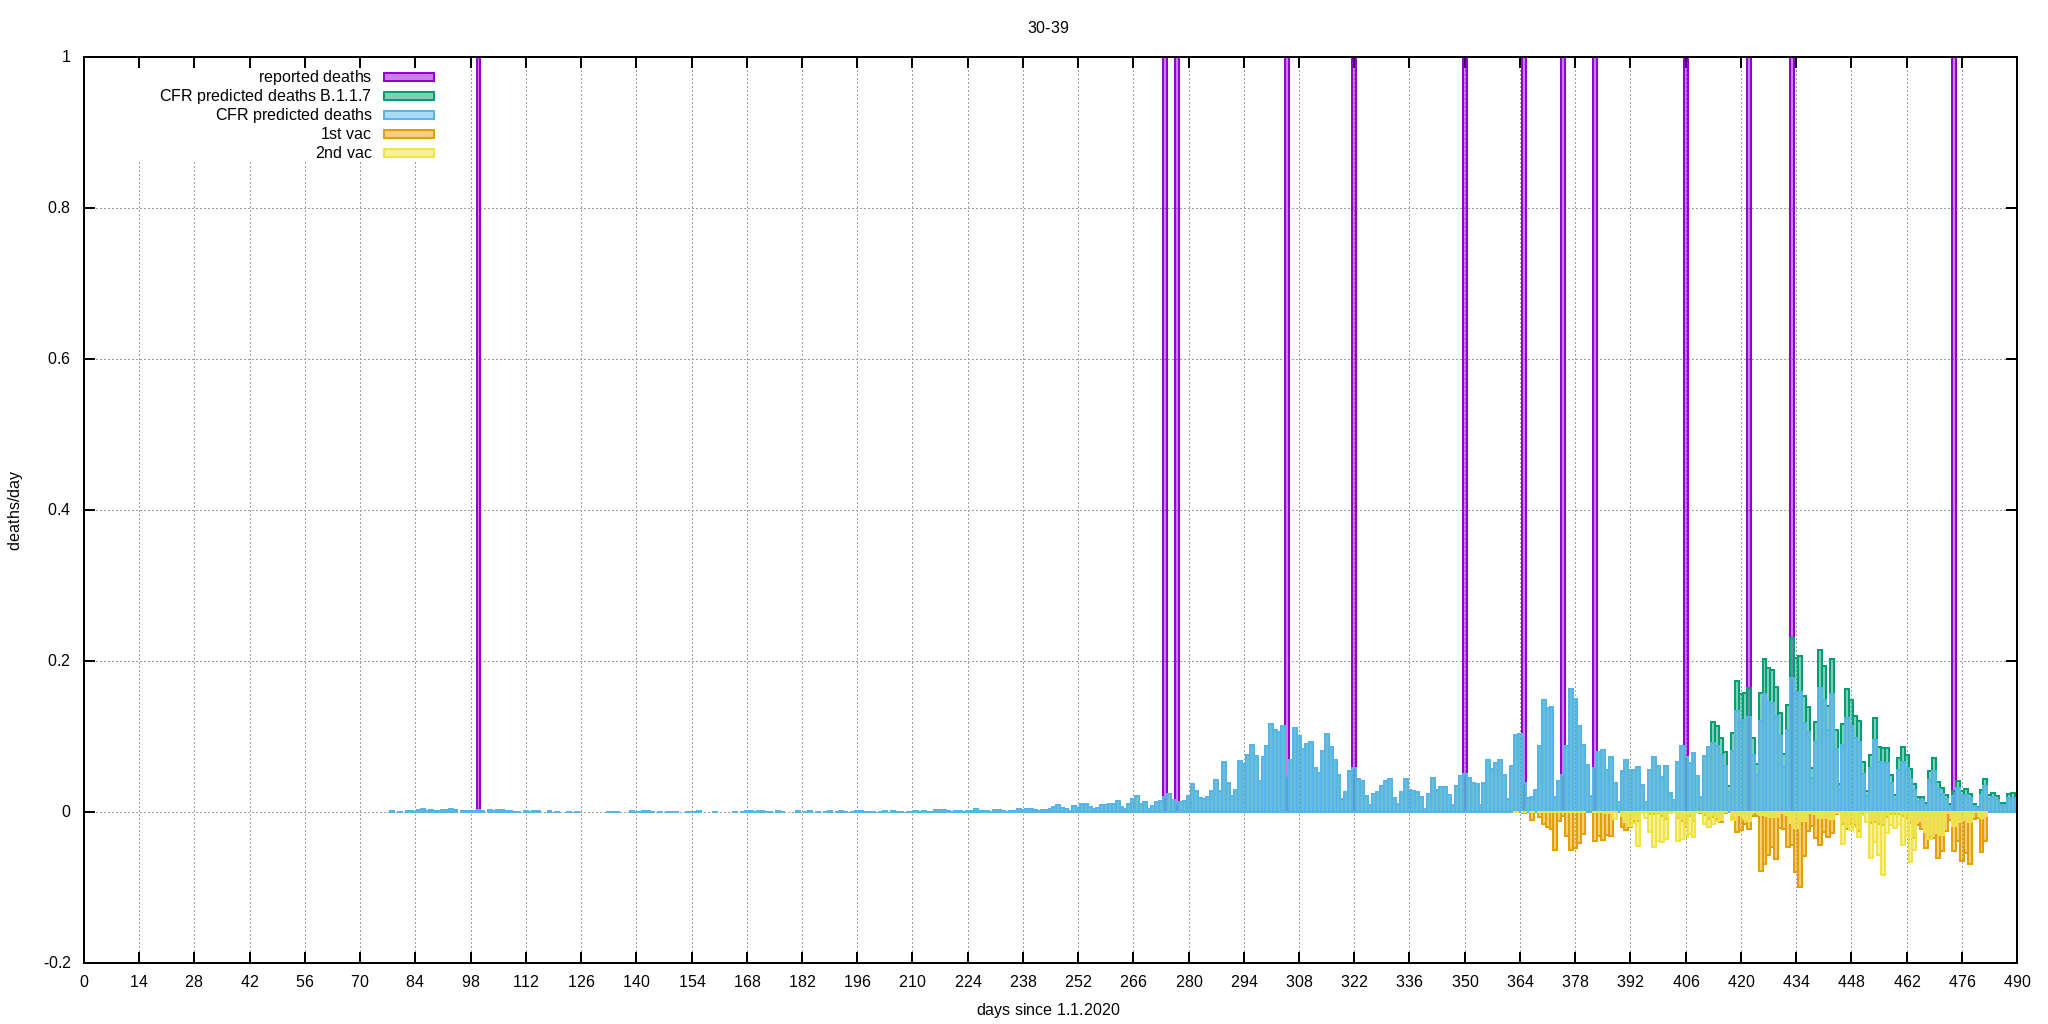 30-39
1
reported deaths
CFR predicted deaths B.1.1.7
CFR predicted deaths
1st vac
2nd vac
0.8
0.6
deaths/day
0.4
0.2
0
-0.2
0 14 28 42 56 70 84 98 112 126 140 154 168 182 196 210 224 238 252 266 280 294 308 322 336 350 364 378 392 406 420 434 448 462 476 490
days since 1.1.2020